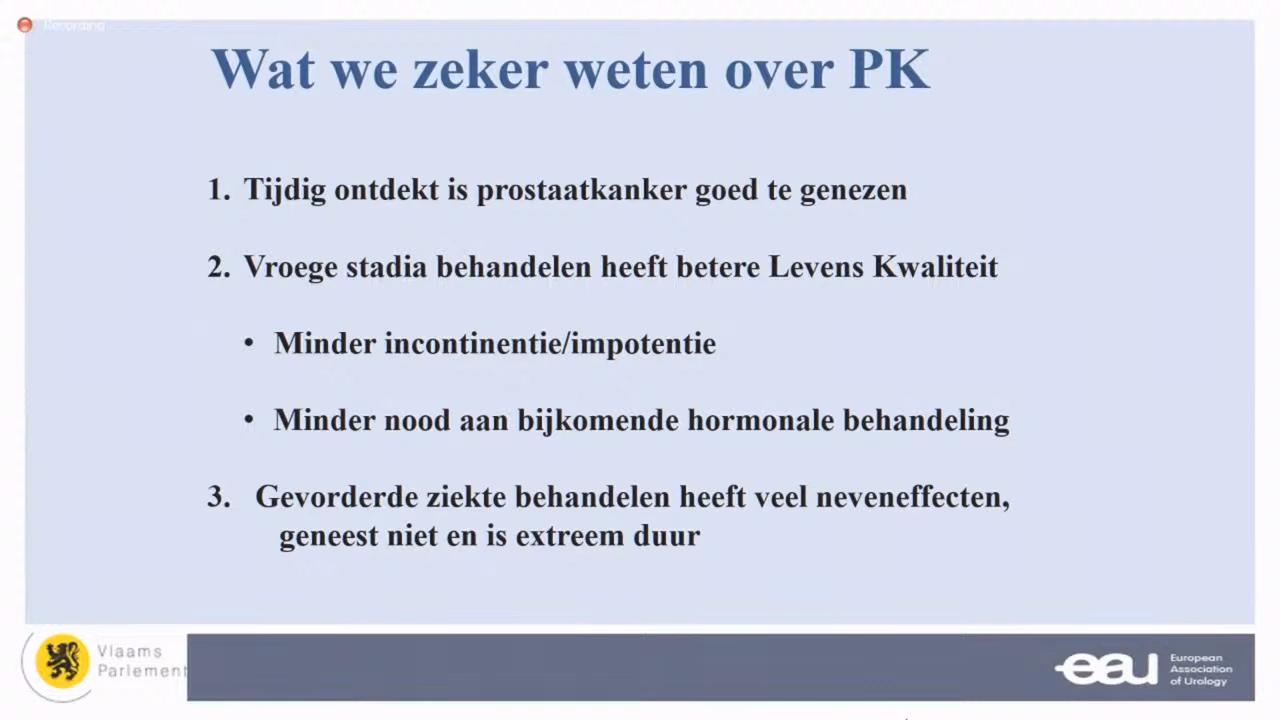 Recording
Wat we zeker weten over PK
1. Tijdig ontdekt is prostaatkanker goed te genezen
2. Vroege stadia behandelen heeft betere Levens Kwaliteit
• Minder incontinentie/impotentie
• Minder nood aan bijkomende hormonale behandeling
3. Gevorderde ziekte behandelen heeft veel neveneffecten,
geneest niet en is extreem duur
Vlaams
Parlement
eau
European
Association
of Urology